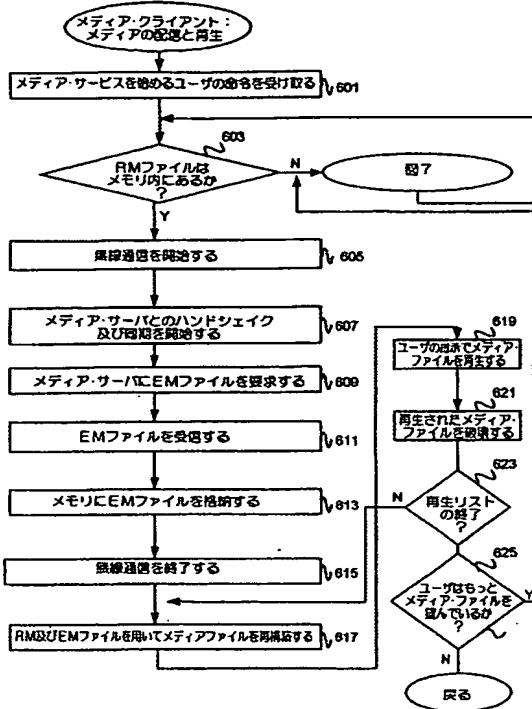 メディア・クライアント：
メディアの配信と再生
メディア・サービスを始めるユーザの命令を受け取る
601
603
RMファイルは
メモリ内にあるか
?
N
図7
Y
無線通信を開始する
605
メディア・サーバとのハンドシェイク
及び同期を開始する
607
メディア・サーバにEMファイルを要求する
609
EMファイルを受信する
611
メモリにEMファイルを格納する
613
無線通信を終了する
615
RM及びEMファイルを用いてメディアファイルを再構築する
617
619
ユーザの指示でメディア・
ファイルを再生する
621
再生されたメディア・
ファイルを破壊する
623
N
再生リスト
の終了
?
625
ユーザはもっと
メディア・ファイルを
望んでいるか
?
Y
N
戻る